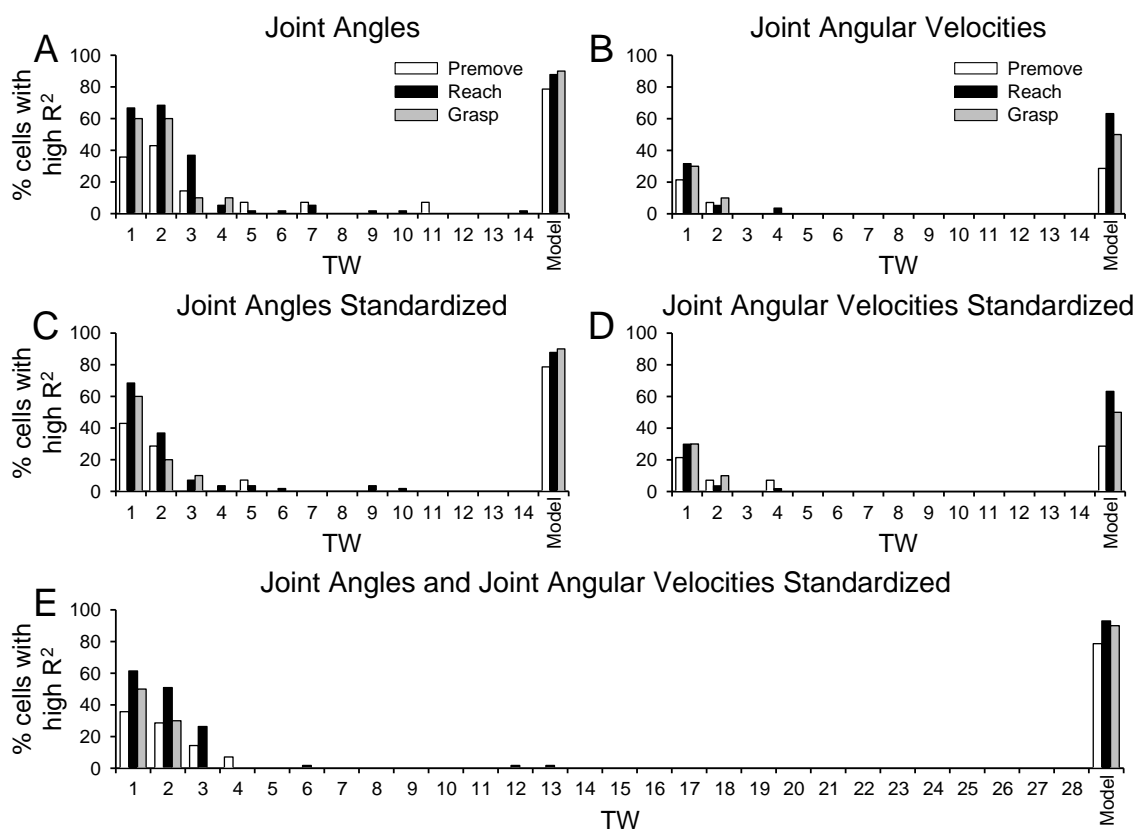 A
Joint Angles
% cells with
high R²
100
80
60
40
20
0
Premove
Reach
Grasp
1 2 3 4 5 6 7 8 9 10 11 12 13 14 Model
TW
B
Joint Angular Velocities
100
80
60
40
20
0
Premove
Reach
Grasp
1 2 3 4 5 6 7 8 9 10 11 12 13 14 Model
TW
C
Joint Angles Standardized
% cells with
high R²
100
80
60
40
20
0
1 2 3 4 5 6 7 8 9 10 11 12 13 14 Model
TW
D
Joint Angular Velocities Standardized
100
80
60
40
20
0
1 2 3 4 5 6 7 8 9 10 11 12 13 14 Model
TW
E
Joint Angles and Joint Angular Velocities Standardized
% cells with
high R²
100
80
60
40
20
0
1 2 3 4 5 6 7 8 9 10 11 12 13 14 15 16 17 18 19 20 21 22 23 24 25 26 27 28 Model
TW